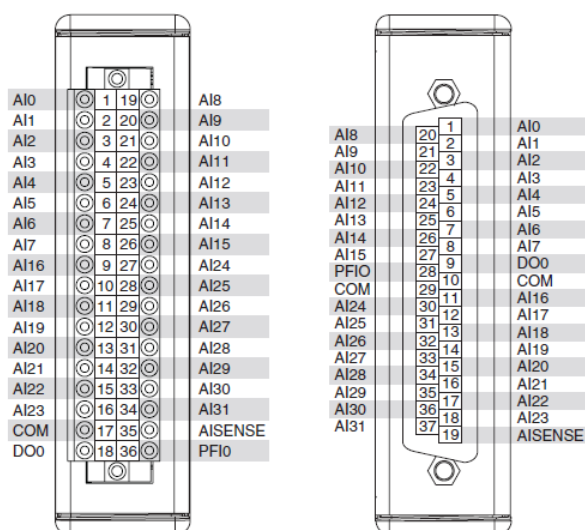 AI0 1 19 AI8
AI1 2 20 AI9
AI2 3 21 AI10
AI3 4 22 AI11
AI4 5 23 AI12
AI5 6 24 AI13
AI6 7 25 AI14
AI7 8 26 AI15
AI16 9 27 AI24
AI17 10 28 AI25
AI18 11 29 AI26
AI19 12 30 AI27
AI20 13 31 AI28
AI21 14 32 AI29
AI22 15 33 AI30
AI23 16 34 AI31
COM 17 35 AISENSE
DO0 18 36 PFI0
1 AI0
AI8 20
2 AI1
AI9 21
3 AI2
AI10 22
4 AI3
AI11 23
5 AI4
AI12 24
6 AI5
AI13 25
7 AI6
AI14 26
8 AI7
AI15 27
9 DO0
PFIO 28
10 COM
COM 29
11 AI16
AI24 30
12 AI17
AI25 31
13 AI18
AI26 32
14 AI19
AI27 33
15 AI20
AI28 34
16 AI21
AI29 35
17 AI22
AI30 36
18 AI23
AI31 37
19 AISENSE